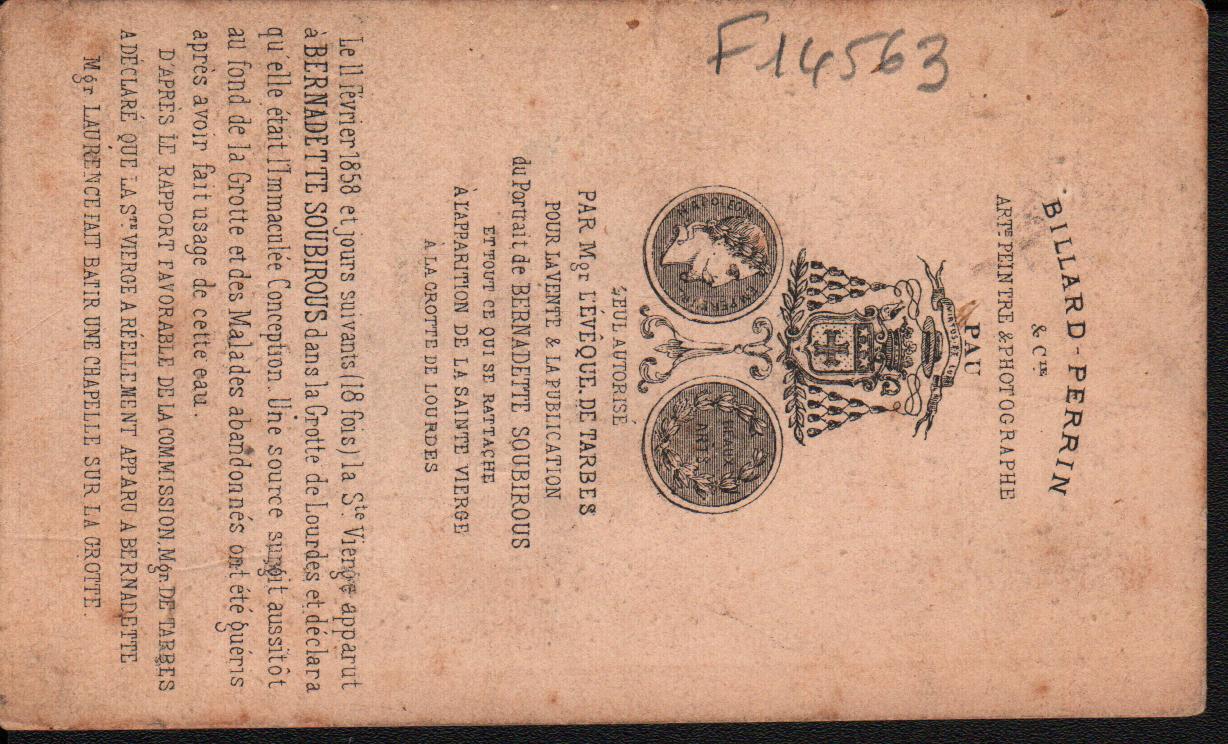 F 14563
BILLARD-PERRIN
& CIE
ARTE PEINTRE & PHOTOGRAPHE
PAU
NAPOLEON
EMPEREUR
BEAUX
ARTS
SEUL AUTORISÉ
PAR Mgr L'ÉVÊQUE. DE TARBES
POUR LA VENTE & LA PUBLICATION
du Portrait de BERNADETTE SOUBIROUS
ET TOUT CE QUI SE RATTACHE
À L'APPARITION DE LA SAINTE VIERGE
À LA GROTTE DE LOURDES
Le 11 février 1858 et jours suivants (18 fois) la Ste Vierge apparut
à BERNADETTE SOUBIROUS dans la Grotte de Lourdes et déclara
qu'elle était l'Immaculée Conception. Une source surgit aussitôt
au fond de la Grotte et des Malades abandonnés ont été guéris
après avoir fait usage de cette eau.
D'APRÈS LE RAPPORT FAVORABLE DE LA COMMISSION, Mgr DE TARBES
A DÉCLARÉ QUE LA STE VIERGE A RÉELLEMENT APPARU A BERNADETTE
Mgr LAURENCE FAIT BATIR UNE CHAPELLE SUR LA GROTTE.